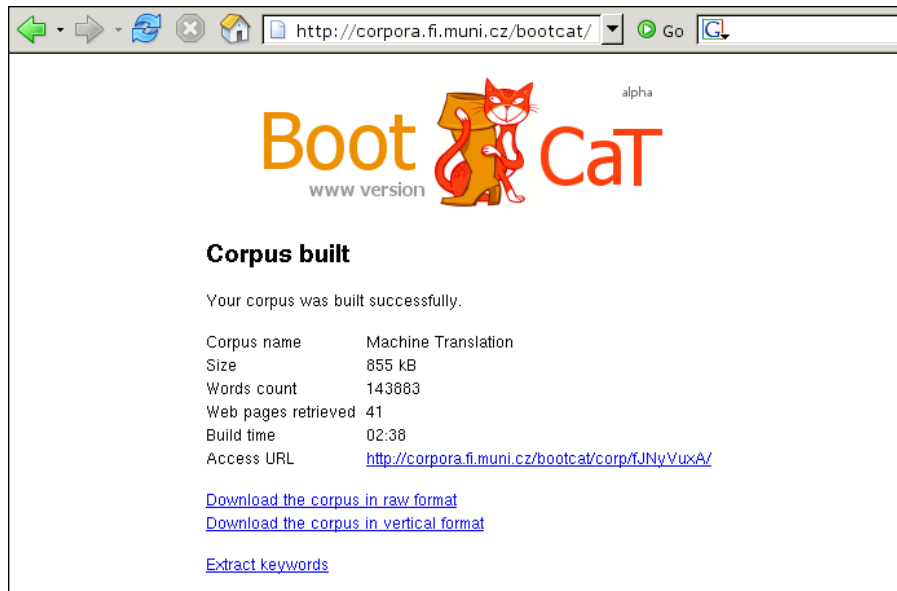 http://corpora.fi.muni.cz/bootcat/ Go G
alpha
Boot CaT
www version
Corpus built
Your corpus was built successfully.
Corpus name Machine Translation
Size 855 kB
Words count 143883
Web pages retrieved 41
Build time 02:38
Access URL http://corpora.fi.muni.cz/bootcat/corp/fJNyVuxA/
Download the corpus in raw format
Download the corpus in vertical format
Extract keywords